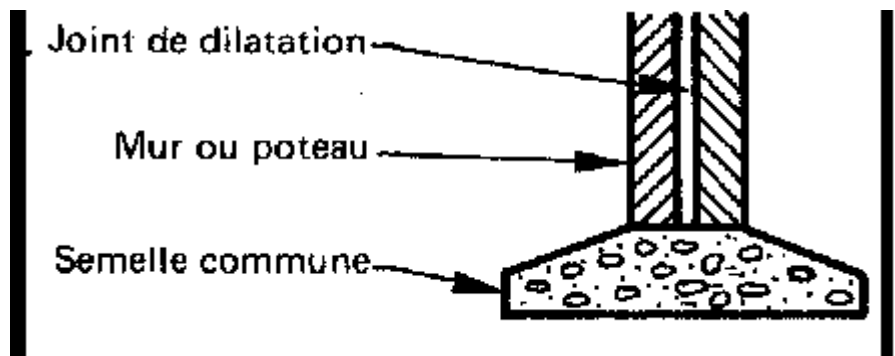 Joint de dilatation
Mur ou poteau
Semelle commune